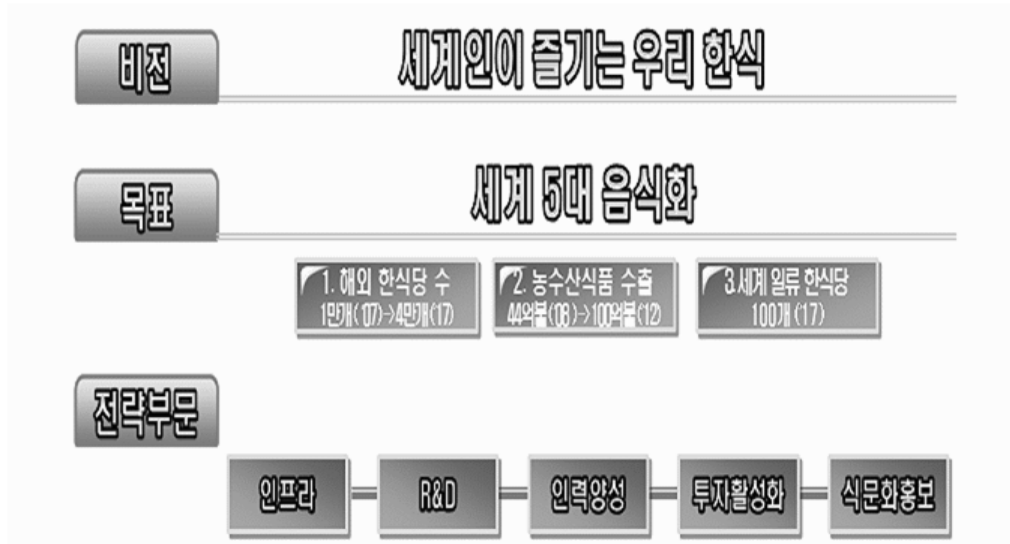 비전
세계인이 즐기는 우리 한식
목표
세계 5대 음식화
1. 해외 한식당 수
1만개('07)→4만개('17)
2. 농수산식품 수출
44억불('08)→100억불('12)
3.세계 일류 한식당
100개('17)
전략부문
인프라
R&D
인력양성
투자활성화
식문화홍보